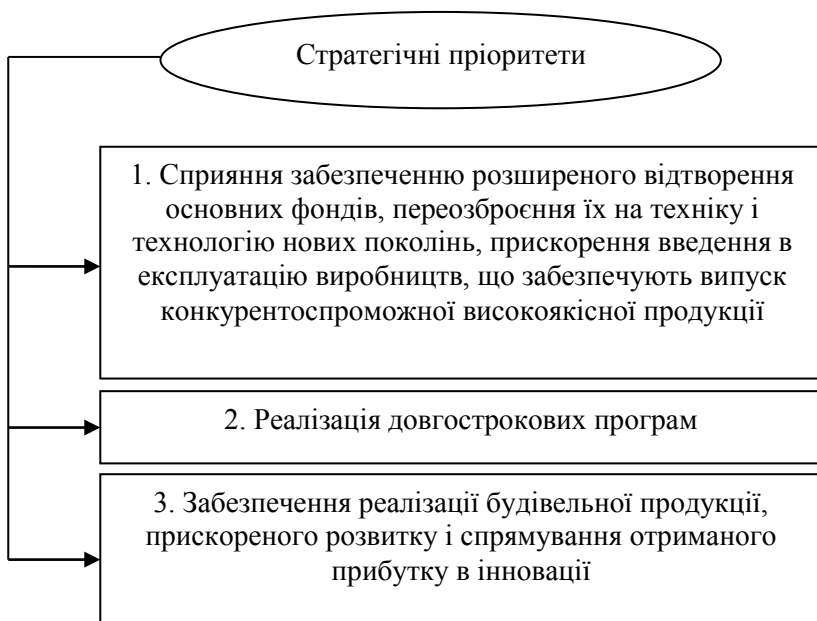 Стратегічні пріоритети
1. Сприяння забезпеченню розширеного відтворення
основних фондів, переозброєння їх на техніку і
технологію нових поколінь, прискорення введення в
експлуатацію виробництв, що забезпечують випуск
конкурентоспроможної високоякісної продукції
2. Реалізація довгострокових програм
3. Забезпечення реалізації будівельної продукції,
прискореного розвитку і спрямування отриманого
прибутку в інновації